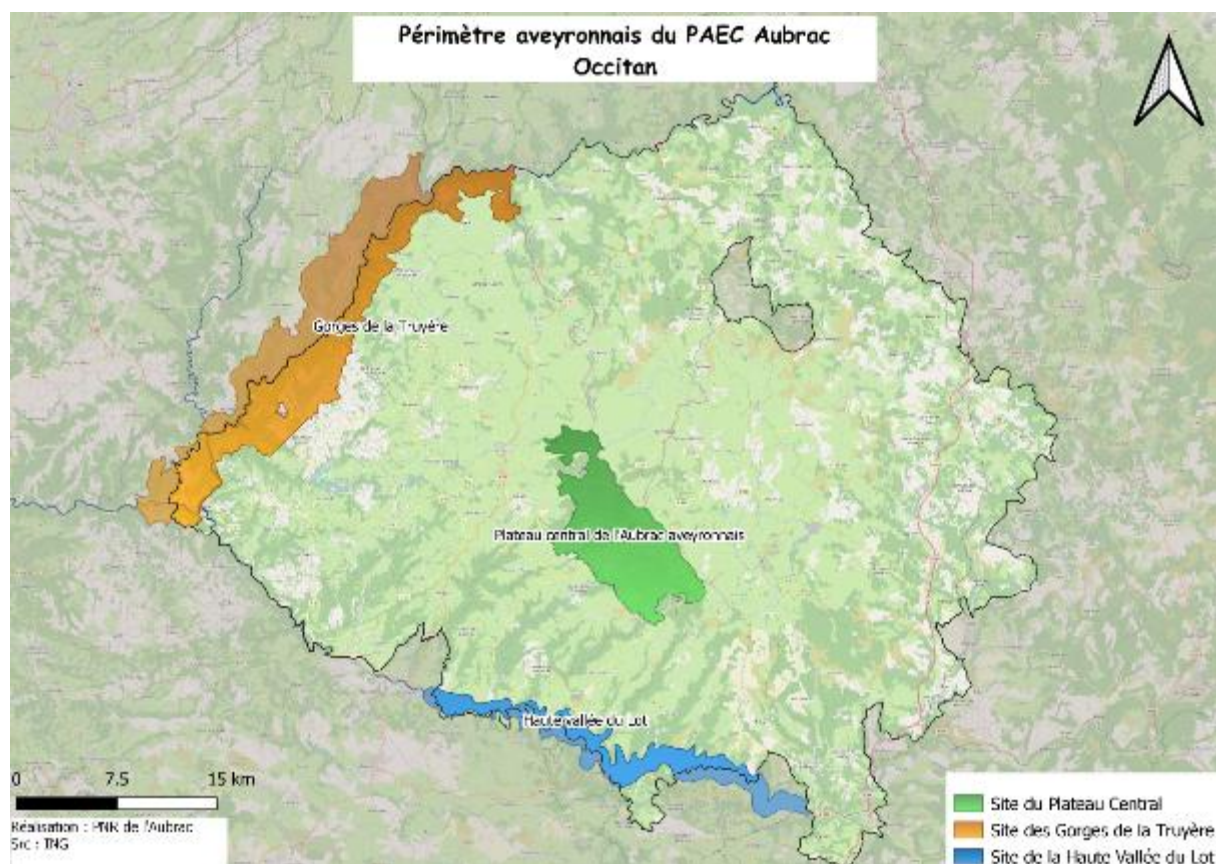 Périmètre aveyronnais du PAEC Aubrac
Occitan
Gorges de la Truyère
Plateau central de l'Aubrac aveyronnais
Haute vallée du Lot
0 7.5 15 km
Réalisation : PNR de l'Aubrac
Src : ING
Site du Plateau Central
Site des Gorges de la Truyère
Site de la Haute Vallée du Lot